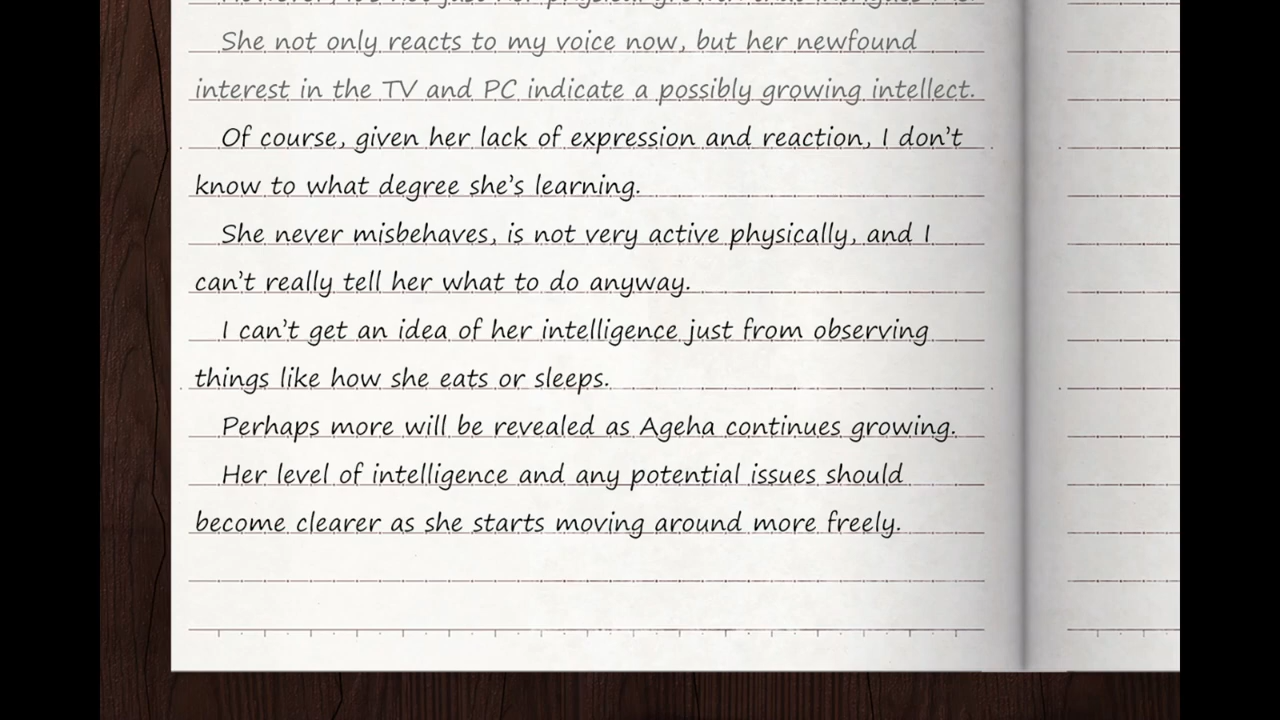 She not only reacts to my voice now, but her newfound
interest in the TV and PC indicate a possibly growing intellect.
Of course, given her lack of expression and reaction, I don't
know to what degree she's learning.
She never misbehaves, is not very active physically, and I
can't really tell her what to do anyway.
I can't get an idea of her intelligence just from observing
things like how she eats or sleeps.
Perhaps more will be revealed as Ageha continues growing.
Her level of intelligence and any potential issues should
become clearer as she starts moving around more freely.